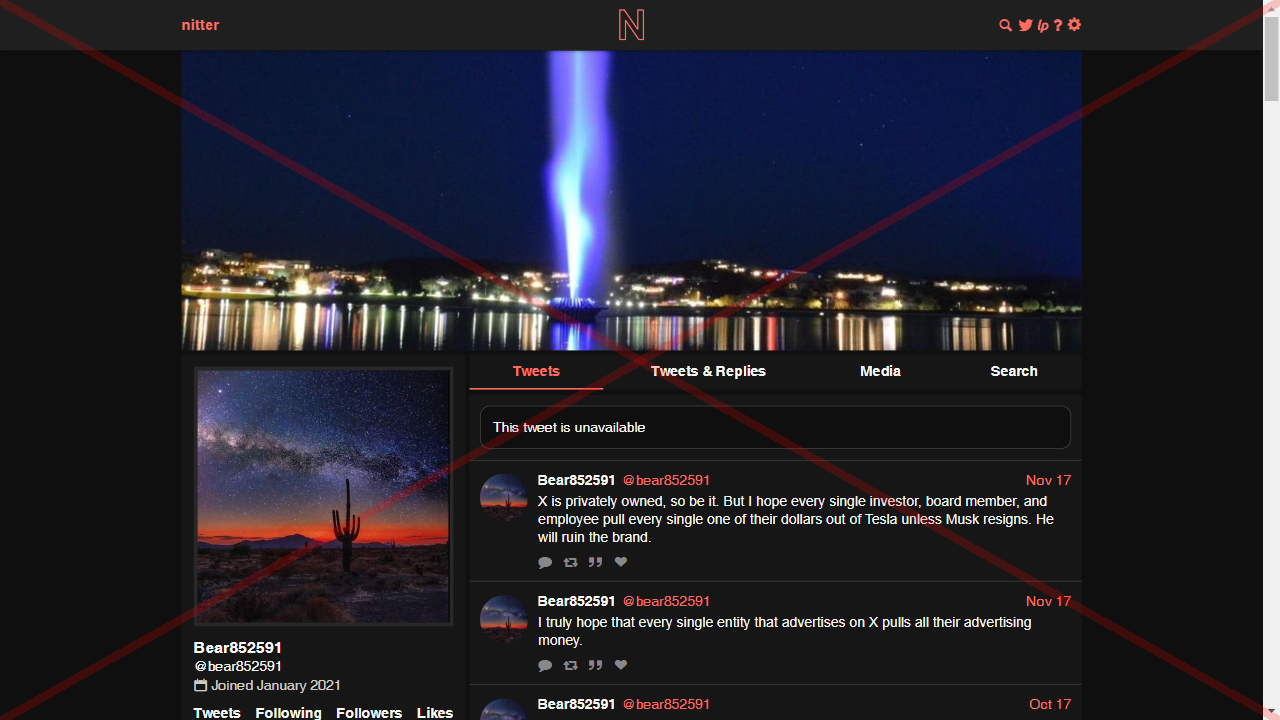 nitter
N
lp ?
Tweets
Tweets & Replies
Media
Search
This tweet is unavailable
Bear852591 @bear852591 Nov 17
X is privately owned, so be it. But I hope every single investor, board member, and
employee pull every single one of their dollars out of Tesla unless Musk resigns. He
will ruin the brand.
Bear852591 @bear852591 Nov 17
I truly hope that every single entity that advertises on X pulls all their advertising
money.
Bear852591 @bear852591 Oct 17
Bear852591
@bear852591
Joined January 2021
Tweets Following Followers Likes